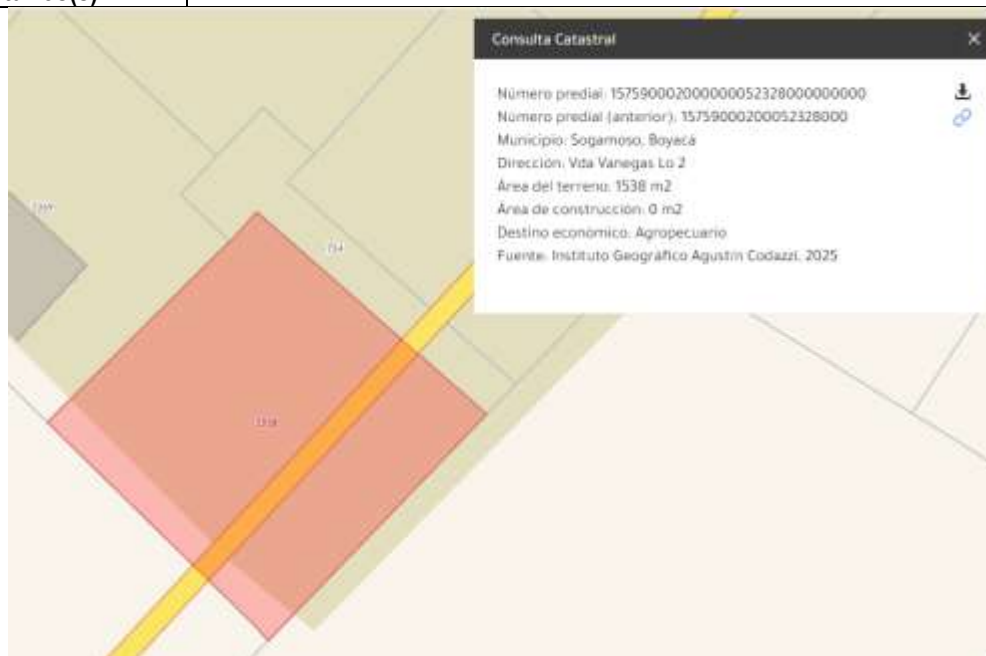 Consulta Catastral
Número predial: 157590002000000052328000000000
Número predial (anterior): 15759000200052328000
Municipio: Sogamoso, Boyacá
Dirección: Vda Vanegas Lo 2
Área del terreno: 1538 m2
Área de construcción: 0 m2
Destino económico: Agropecuario
Fuente: Instituto Geográfico Agustín Codazzi, 2025